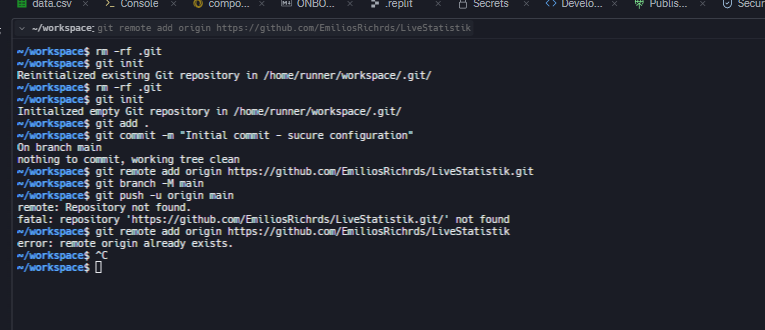 data.csv Console compo... ONBO... .replit Secrets Develo... Publis... Secur
~/workspace: git remote add origin https://github.com/EmiliosRichrds/LiveStatistik
~/workspace$ rm -rf .git
~/workspace$ git init
Reinitialized existing Git repository in /home/runner/workspace/.git/
~/workspace$ rm -rf .git
~/workspace$ git init
Initialized empty Git repository in /home/runner/workspace/.git/
~/workspace$ git add .
~/workspace$ git commit -m "Initial commit - sucure configuration"
On branch main
nothing to commit, working tree clean
~/workspace$ git remote add origin https://github.com/EmiliosRichrds/LiveStatistik.git
~/workspace$ git branch -M main
~/workspace$ git push -u origin main
remote: Repository not found.
fatal: repository 'https://github.com/EmiliosRichrds/LiveStatistik.git/' not found
~/workspace$ git remote add origin https://github.com/EmiliosRichrds/LiveStatistik
error: remote origin already exists.
~/workspace$ ^C
~/workspace$